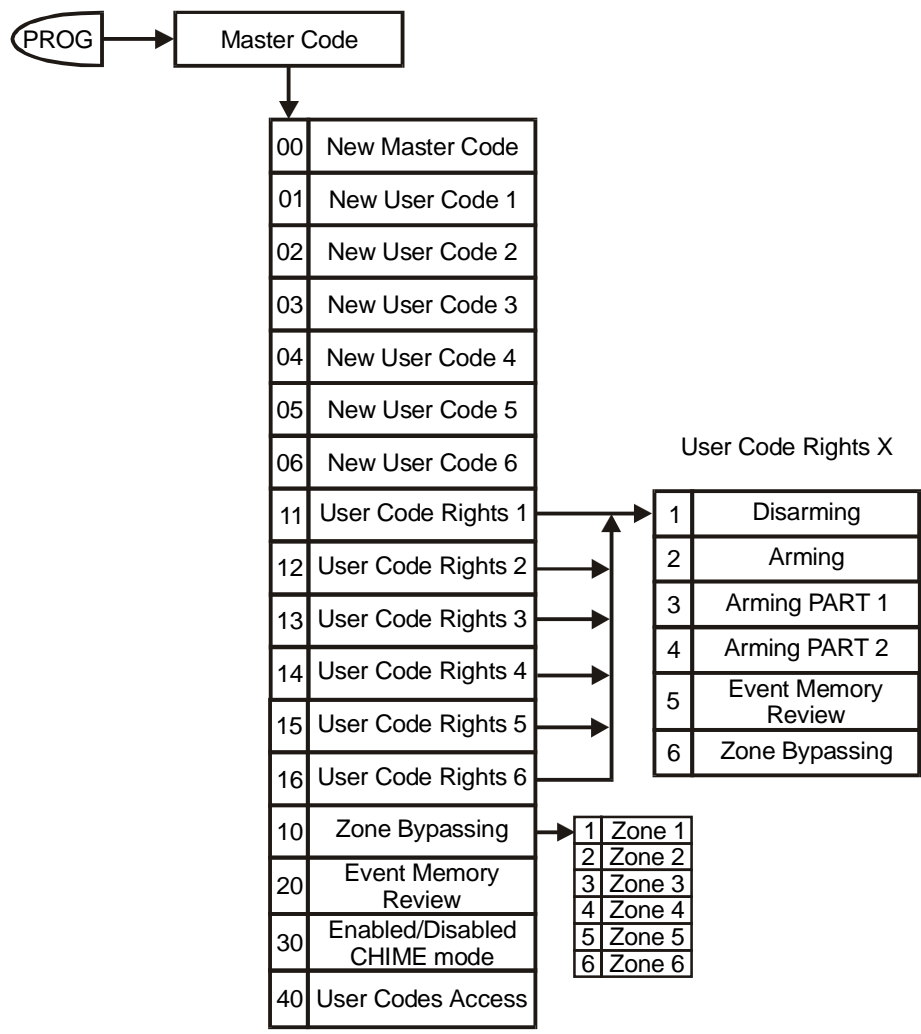 PROG
Master Code
00 New Master Code
01 New User Code 1
02 New User Code 2
03 New User Code 3
04 New User Code 4
05 New User Code 5
06 New User Code 6
11 User Code Rights 1
12 User Code Rights 2
13 User Code Rights 3
14 User Code Rights 4
15 User Code Rights 5
16 User Code Rights 6
10 Zone Bypassing
20 Event Memory
Review
30 Enabled/Disabled
CHIME mode
40 User Codes Access
User Code Rights X
1 Disarming
2 Arming
3 Arming PART 1
4 Arming PART 2
5 Event Memory
Review
6 Zone Bypassing
1 Zone 1
2 Zone 2
3 Zone 3
4 Zone 4
5 Zone 5
6 Zone 6